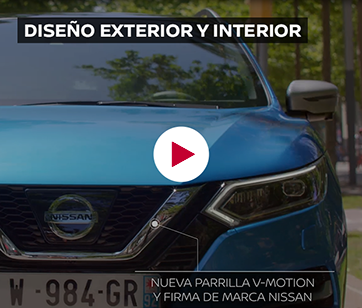 DISEÑO EXTERIOR Y INTERIOR
NISSAN
NUEVA PARRILLA V-MOTION
Y FIRMA DE MARCA NISSAN
W-984-GR